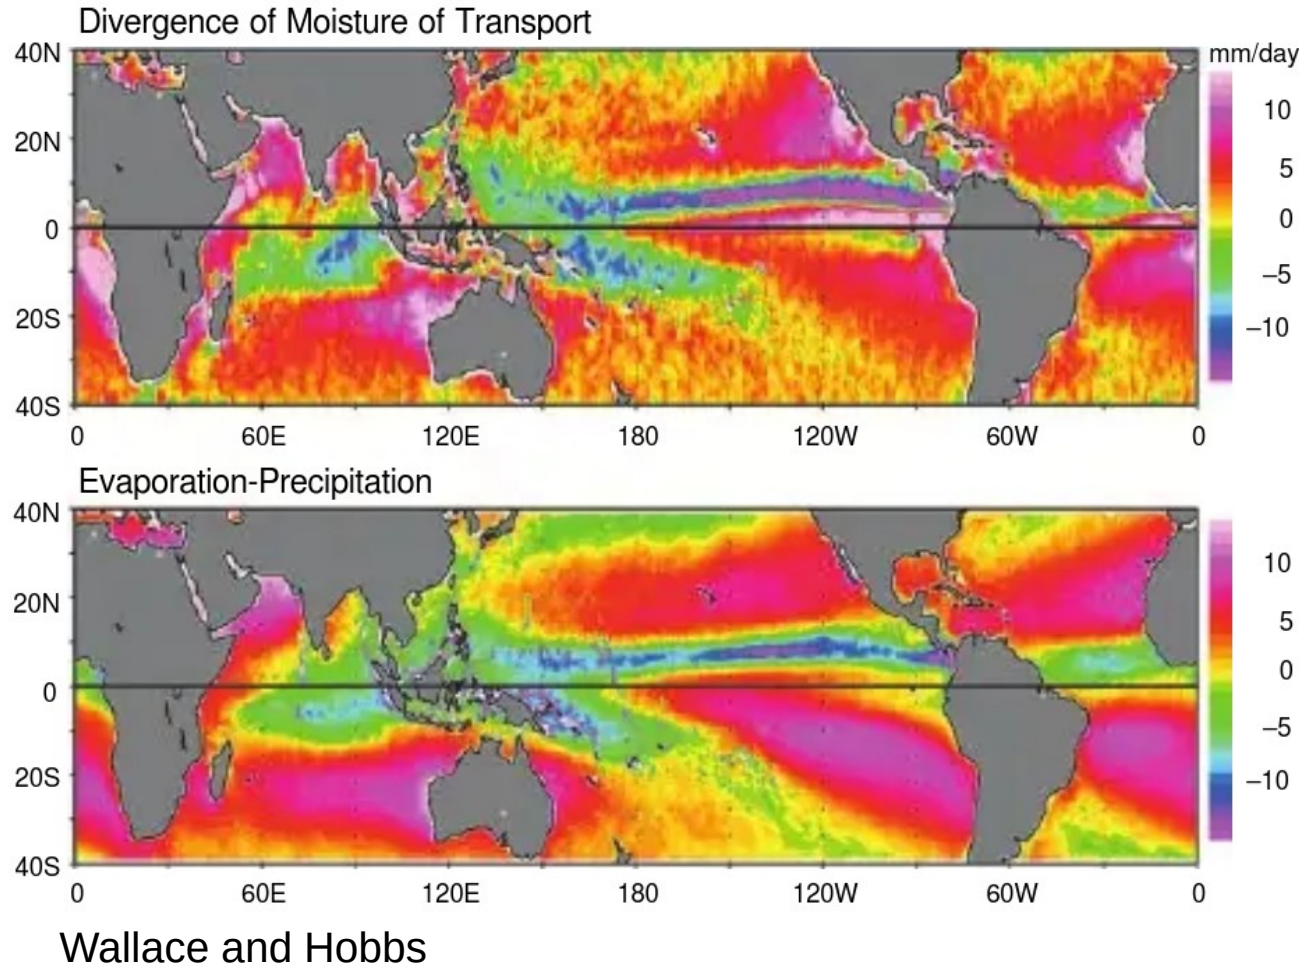 Divergence of Moisture of Transport
mm/day
40N
20N
0
20S
40S
10
5
0
–5
–10
0 60E 120E 180 120W 60W 0
Evaporation-Precipitation
40N
20N
0
20S
40S
10
5
0
–5
–10
0 60E 120E 180 120W 60W 0
Wallace and Hobbs